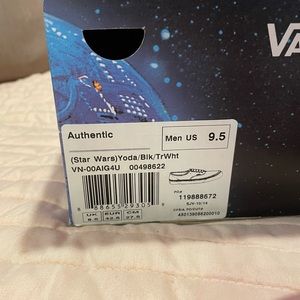 VA
Authentic
Men US 9.5
(Star Wars)Yoda/Blk/TrWht
VN-00AIG4U 00498622
PO#
119888672
UK EUR CM
8.5 42.5 27.5